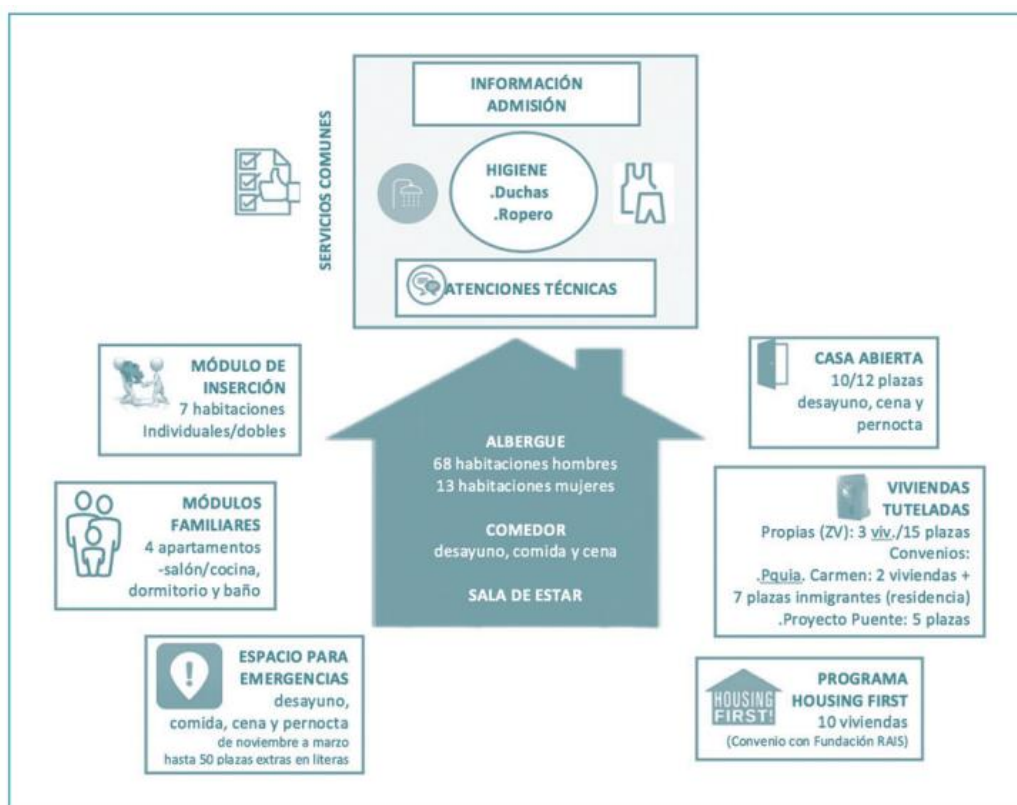 SERVICIOS COMUNES
INFORMACIÓN
ADMISIÓN
HIGIENE
.Duchas
.Ropero
ATENCIONES TÉCNICAS
MÓDULO DE
INSERCIÓN
7 habitaciones
Individuales/dobles
MÓDULOS
FAMILIARES
4 apartamentos
-salón/cocina,
dormitorio y baño
ESPACIO PARA
EMERGENCIAS
desayuno,
comida, cena y pernocta
de noviembre a marzo
hasta 50 plazas extras en literas
ALBERGUE
68 habitaciones hombres
13 habitaciones mujeres
COMEDOR
desayuno, comida y cena
SALA DE ESTAR
CASA ABIERTA
10/12 plazas
desayuno, cena y
pernocta
VIVIENDAS
TUTELADAS
Propias (ZV): 3 viv./15 plazas
Convenios:
.Pquia. Carmen: 2 viviendas +
7 plazas inmigrantes (residencia)
.Proyecto Puente: 5 plazas
HOUSING
FIRST!
PROGRAMA
HOUSING FIRST
10 viviendas
(Convenio con Fundación RAIS)